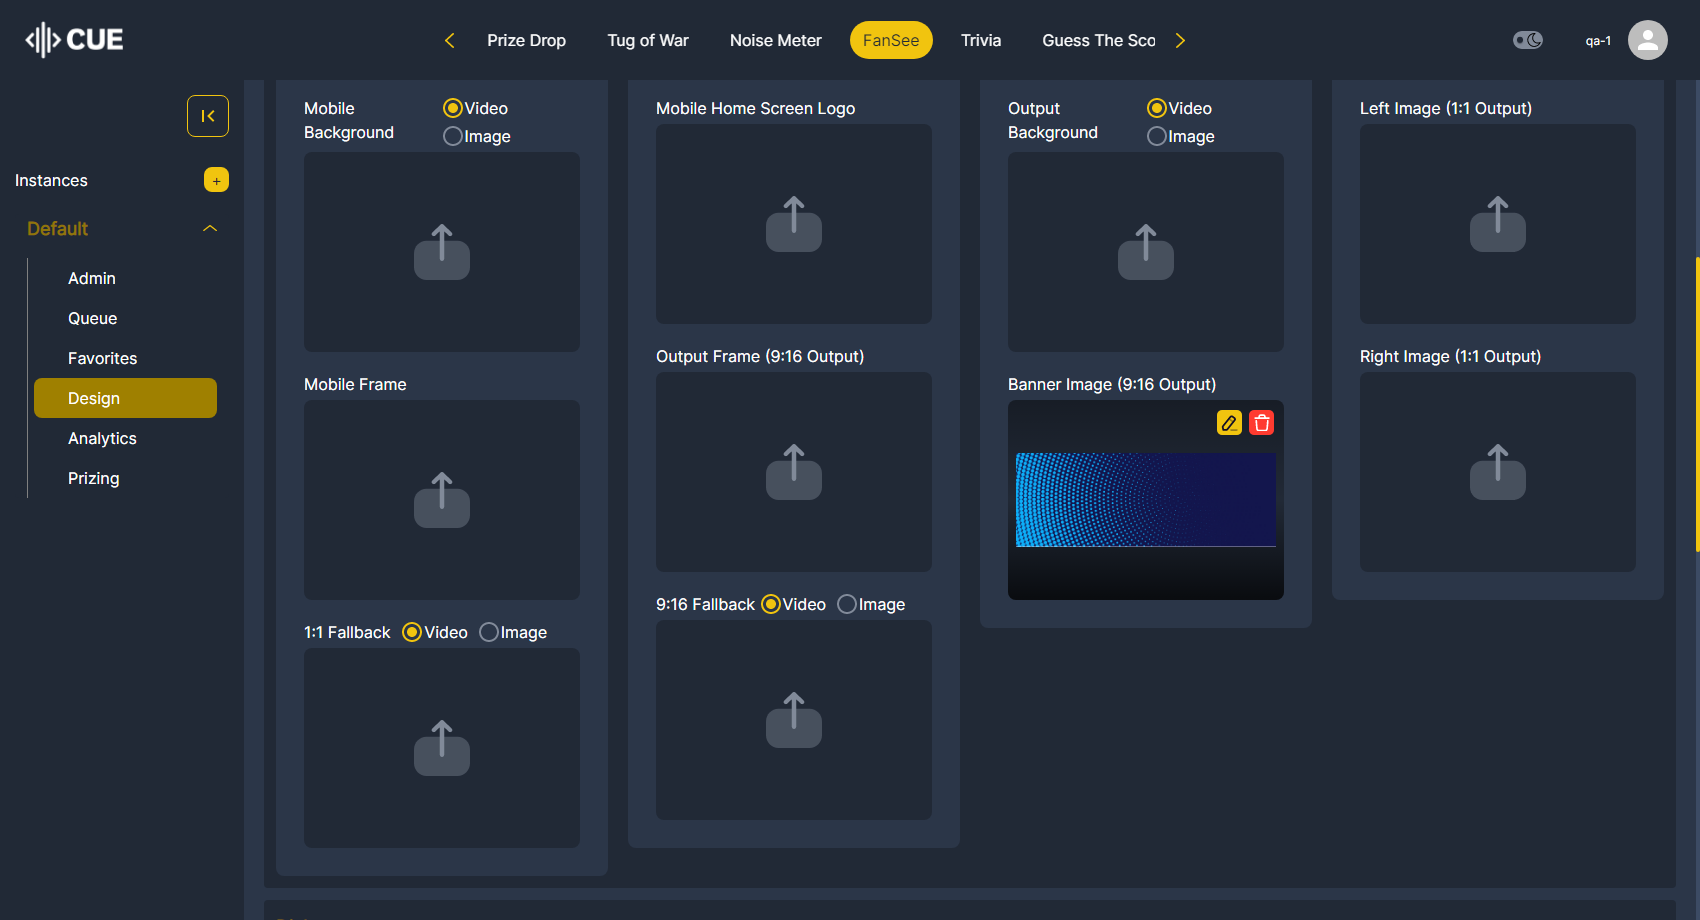 CUE
Prize Drop
Tug of War
Noise Meter
FanSee
Trivia
Guess The Sco
qa-1
Instances
+
Default
Admin
Queue
Favorites
Design
Analytics
Prizing
Mobile
Background
Video
Image
Mobile Frame
1:1 Fallback
Video
Image
Mobile Home Screen Logo
Output Frame (9:16 Output)
9:16 Fallback
Video
Image
Output
Background
Video
Image
Banner Image (9:16 Output)
Left Image (1:1 Output)
Right Image (1:1 Output)